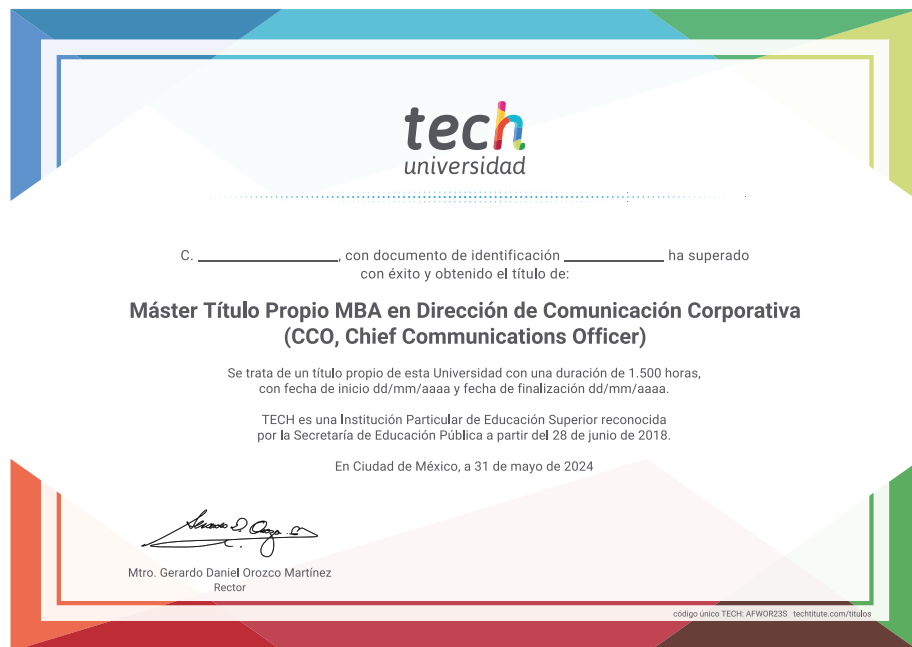 tech
universidad
C. ____________________, con documento de identificación ______________ ha superado
con éxito y obtenido el título de:
Máster Título Propio MBA en Dirección de Comunicación Corporativa
(CCO, Chief Communications Officer)
Se trata de un título propio de esta Universidad con una duración de 1.500 horas,
con fecha de inicio dd/mm/aaaa y fecha de finalización dd/mm/aaaa.
TECH es una Institución Particular de Educación Superior reconocida
por la Secretaría de Educación Pública a partir del 28 de junio de 2018.
En Ciudad de México, a 31 de mayo de 2024
Mtro. Gerardo Daniel Orozco Martínez
Rector
código único TECH: AFWOR23S techtitute.com/titulos